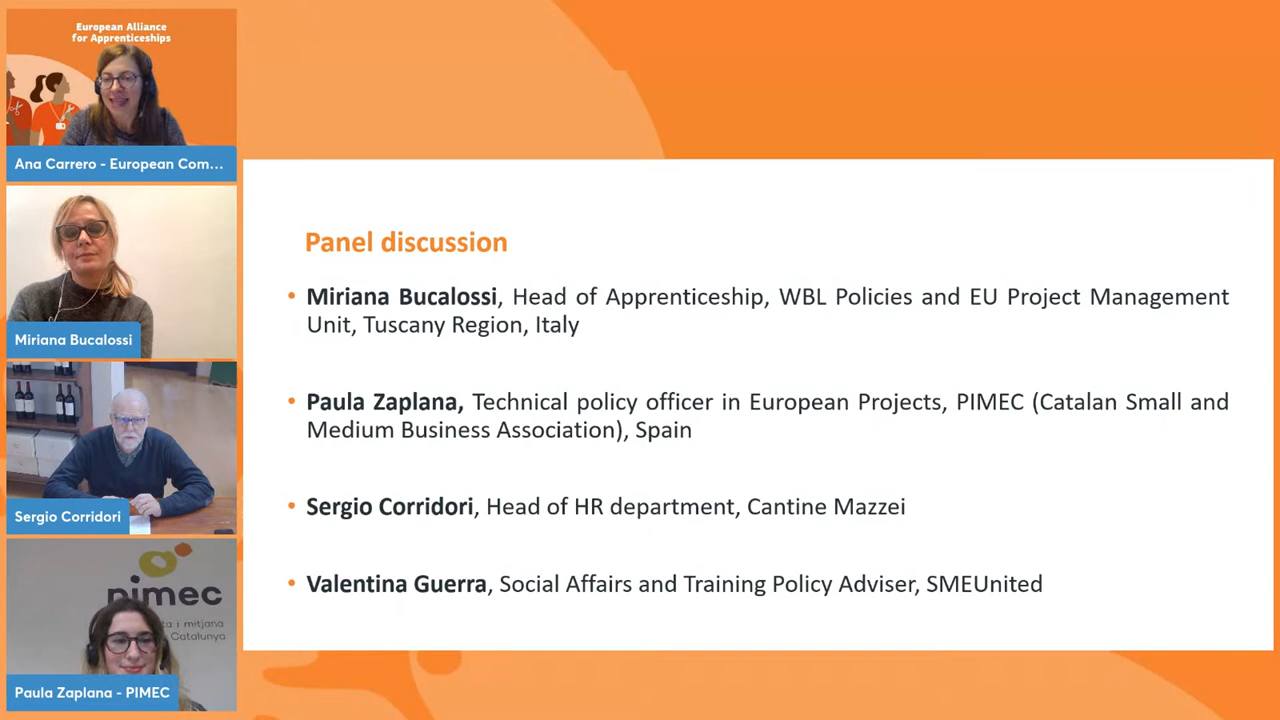 European Alliance
for Apprenticeships
Ana Carrero - European Com...
Miriana Bucalossi
Sergio Corridori
pimec
ta i mitjana
Catalunya
Paula Zaplana - PIMEC
Panel discussion
• Miriana Bucalossi, Head of Apprenticeship, WBL Policies and EU Project Management
Unit, Tuscany Region, Italy
• Paula Zaplana, Technical policy officer in European Projects, PIMEC (Catalan Small and
Medium Business Association), Spain
• Sergio Corridori, Head of HR department, Cantine Mazzei
• Valentina Guerra, Social Affairs and Training Policy Adviser, SMEUnited